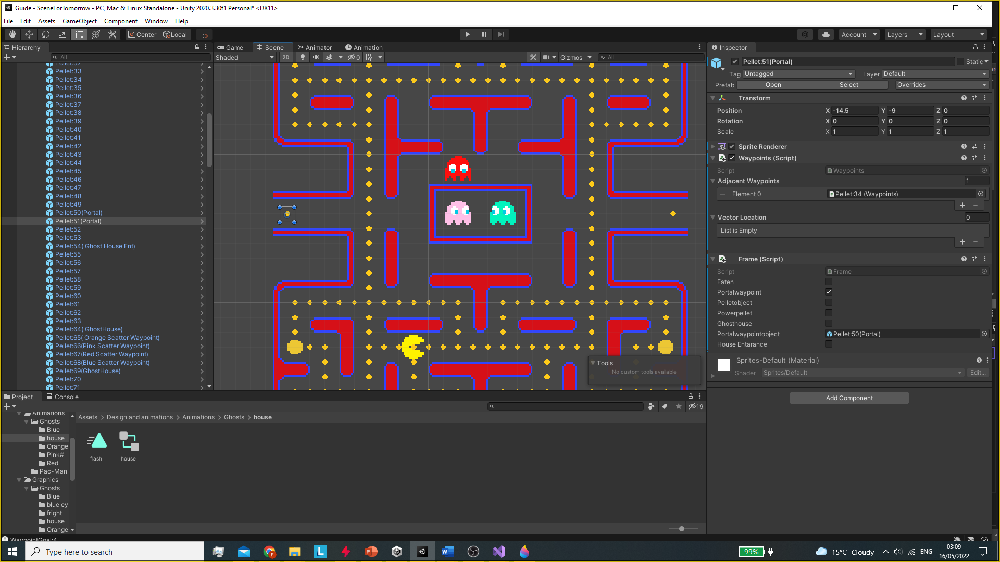 Guide - SceneForTomorrow - PC, Mac & Linux Standalone - Unity 2020.3.30f1 Personal* <DX11>
File Edit Assets GameObject Component Window Help
Center Local Account Layers Layout
Hierarchy
All
Pellet:32
Pellet:33
Pellet:34
Pellet:35
Pellet:36
Pellet:37
Pellet:38
Pellet:39
Pellet:40
Pellet:41
Pellet:42
Pellet:43
Pellet:44
Pellet:45
Pellet:46
Pellet:47
Pellet:48
Pellet:49
Pellet:50(Portal)
Pellet:51(Portal)
Pellet:52
Pellet:53
Pellet:54( Ghost House Ent)
Pellet:55
Pellet:56
Pellet:57
Pellet:58
Pellet:59
Pellet:60
Pellet:61
Pellet:62
Pellet:63
Pellet:64( GhostHouse)
Pellet:65( Orange Scatter Waypoint)
Pellet:66(Pink Scatter Waypoint)
Pellet:67(Red Scatter Waypoint)
Pellet:68(Blue Scatter Waypoint)
Pellet:69(GhostHouse)
Pellet:70
Pellet:71
Game Scene Animator Animation
Shaded 2D 0 Gizmos All
Tools
No custom tools available
Inspector
Pellet:51(Portal) Static
Tag Untagged Layer Default
Prefab Open Select Overrides
Transform
Position X -14.5 Y -9 Z 0
Rotation X 0 Y 0 Z 0
Scale X 1 Y 1 Z 1
Sprite Renderer
Waypoints (Script)
Script Waypoints
Adjacent Waypoints 1
Element 0 Pellet:34 (Waypoints)
Vector Location 0
List is Empty
Frame (Script)
Script Frame
Eaten
Portalwaypoint
Pelletobject
Powerpellet
Ghosthouse
Portalwaypointobject Pellet:50(Portal)
House Entarance
Sprites-Default (Material)
Shader Sprites/Default Edit...
Add Component
Project Console
19
Animations
Ghosts
Blue
house
Orange
Pink#
Red
Pac-Man
Graphics
Ghosts
Blue
blue ey
fright
house
Orange
Assets > Design and animations > Animations > Ghosts > house
flash
house
WaypointGoal:4
Type here to search
99%
15°C Cloudy
ENG
03:09
16/05/2022